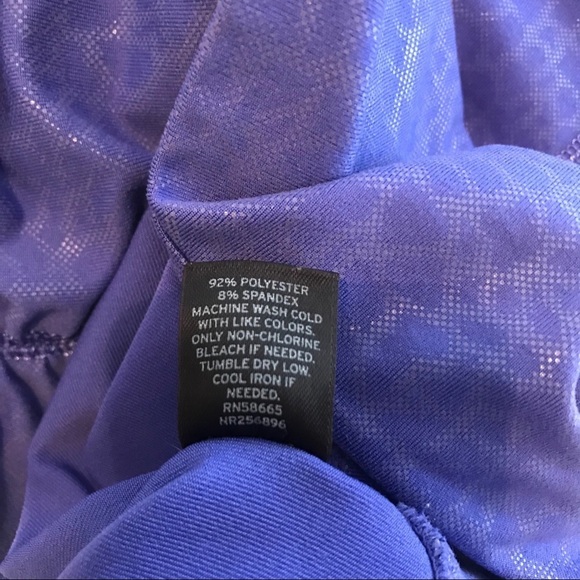 92% POLYESTER
8% SPANDEX
MACHINE WASH COLD
WITH LIKE COLORS.
ONLY NON-CHLORINE
BLEACH IF NEEDED.
TUMBLE DRY LOW.
COOL IRON IF
NEEDED.
RN58665
NR256896